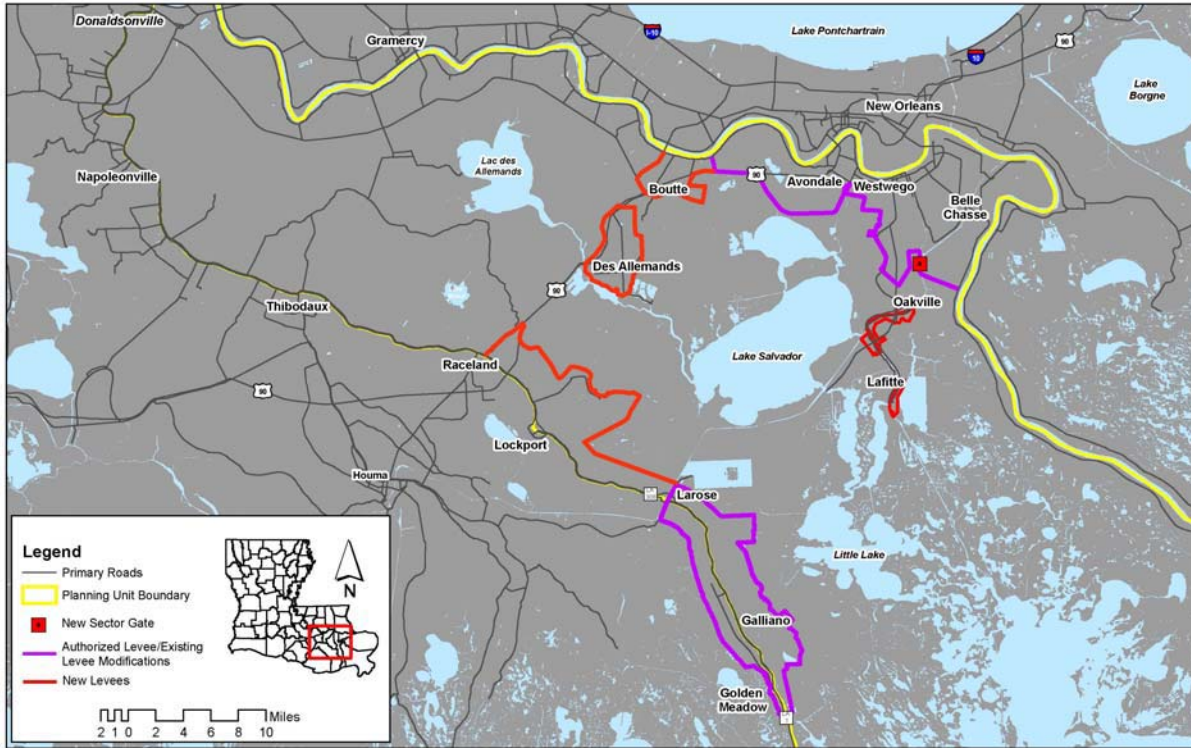 Donaldsonville
Gramercy
I-10
Lake Pontchartrain
90
10
Lake
Borgne
New Orleans
Napoleonville
Lac des
Allemands
Boutte
90
Avondale
Westwego
Belle
Chasse
Des Allemands
90
Oakville
Thibodaux
Raceland
Lake Salvador
Lafitte
90
Lockport
Houma
Larose
Little Lake
Galliano
Golden
Meadow
Legend
Primary Roads
Planning Unit Boundary
New Sector Gate
Authorized Levee/Existing
Levee Modifications
New Levees
N
2 1 0 2 4 6 8 10 Miles